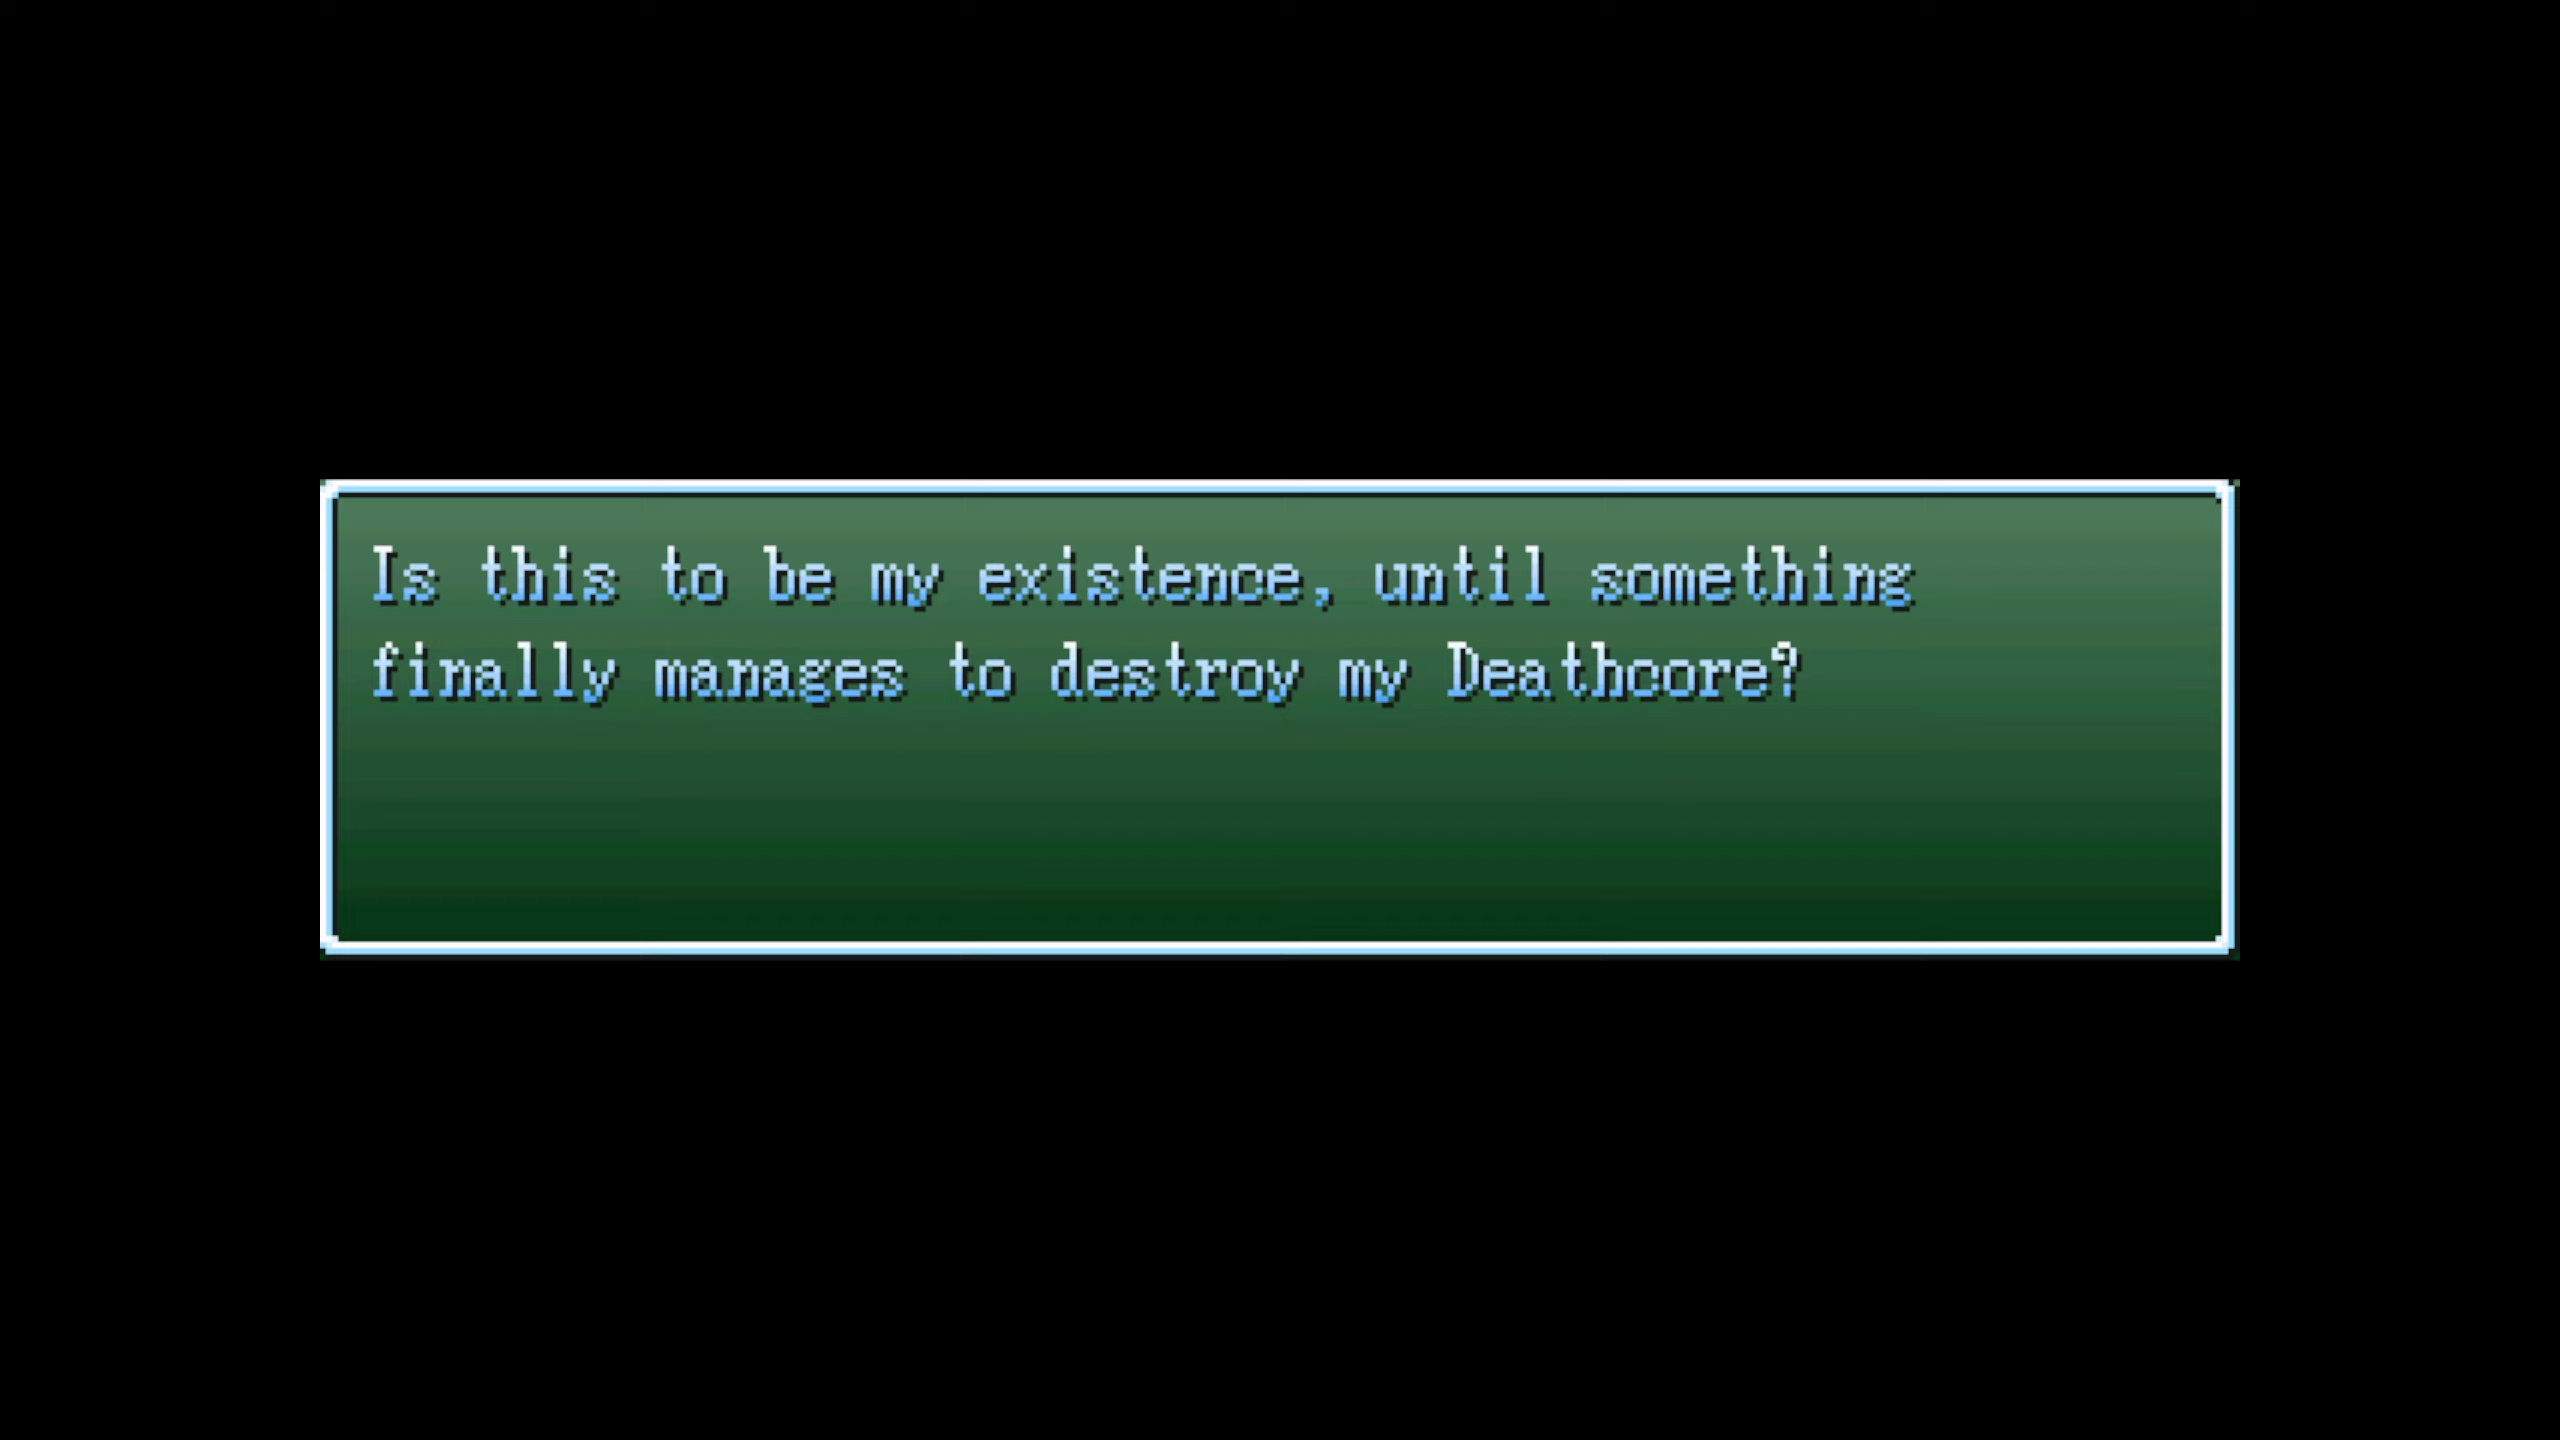 Is this to be my existence, until something
finally manages to destroy my Deathcore?